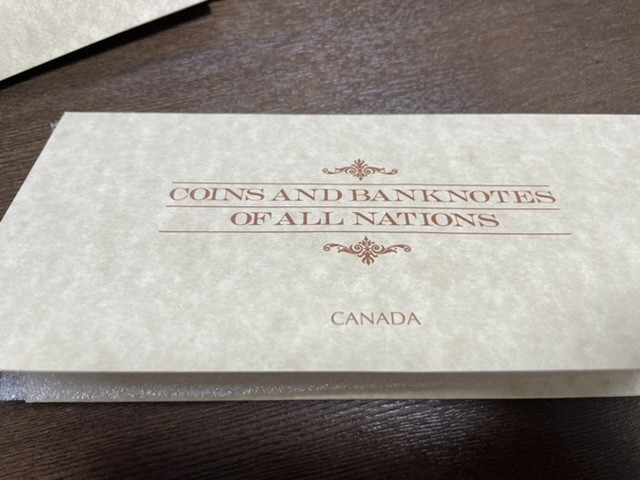 COINS AND BANKNOTES
OF ALL NATIONS
CANADA